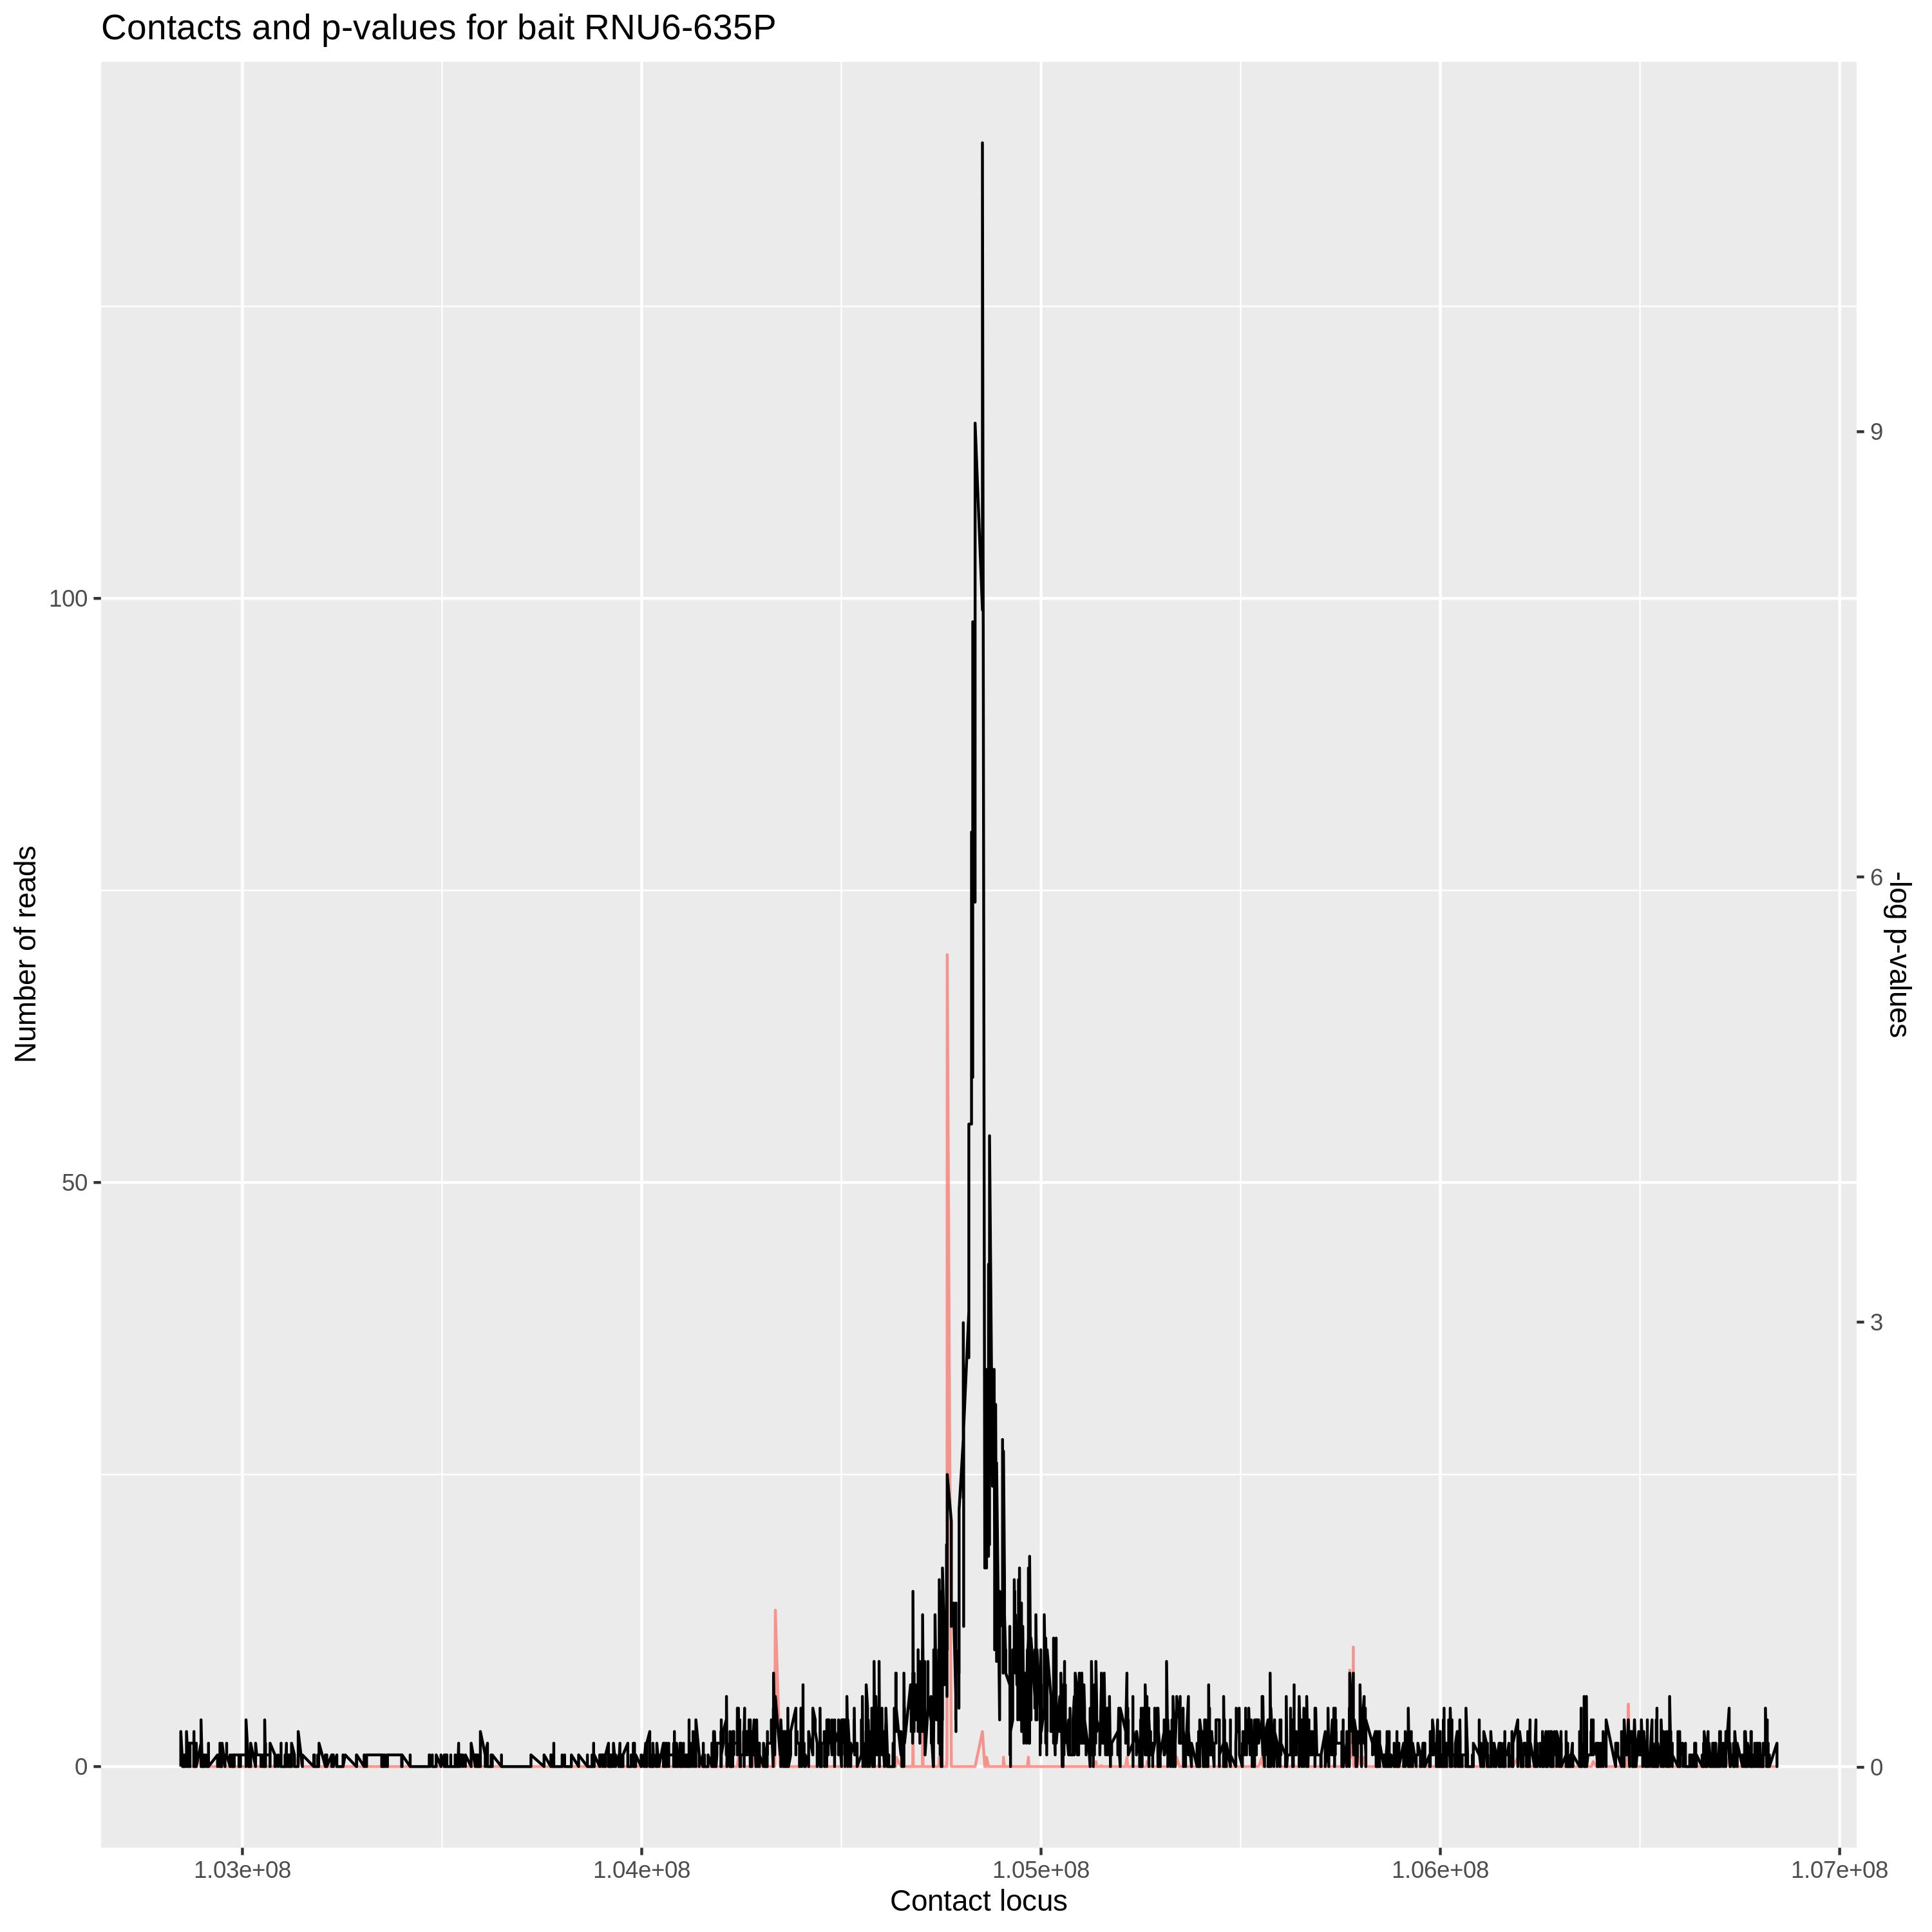 Contacts and p-values for bait RNU6-635P
Number of reads
100
50
0
9
6
3
0
-log p-values
1.03e+08
1.04e+08
1.05e+08
1.06e+08
1.07e+08
Contact locus